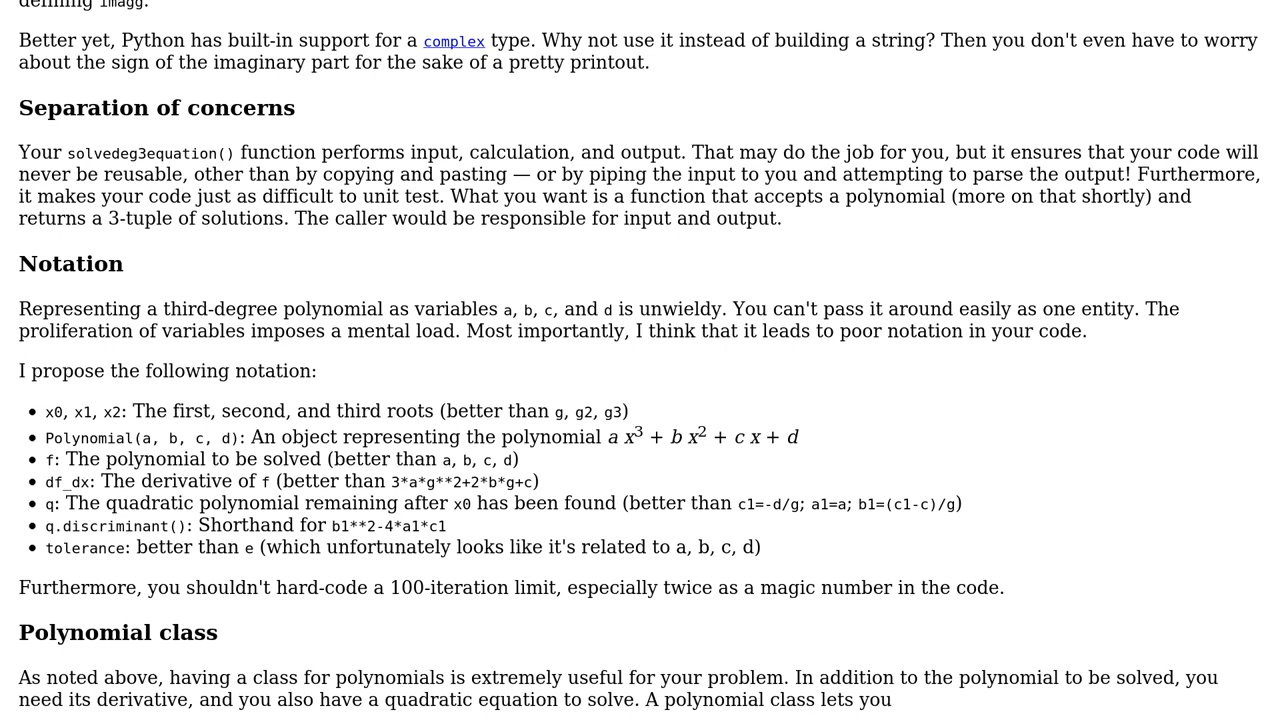 defining imagg.
Better yet, Python has built-in support for a complex type. Why not use it instead of building a string? Then you don't even have to worry
about the sign of the imaginary part for the sake of a pretty printout.
Separation of concerns
Your solvedeg3equation() function performs input, calculation, and output. That may do the job for you, but it ensures that your code will
never be reusable, other than by copying and pasting — or by piping the input to you and attempting to parse the output! Furthermore,
it makes your code just as difficult to unit test. What you want is a function that accepts a polynomial (more on that shortly) and
returns a 3-tuple of solutions. The caller would be responsible for input and output.
Notation
Representing a third-degree polynomial as variables a, b, c, and d is unwieldy. You can't pass it around easily as one entity. The
proliferation of variables imposes a mental load. Most importantly, I think that it leads to poor notation in your code.
I propose the following notation:
• x0, x1, x2: The first, second, and third roots (better than g, g2, g3)
• Polynomial(a, b, c, d): An object representing the polynomial a x³ + b x² + c x + d
• f: The polynomial to be solved (better than a, b, c, d)
• df_dx: The derivative of f (better than 3*a*g**2+2*b*g+c)
• q: The quadratic polynomial remaining after x0 has been found (better than c1=-d/g; a1=a; b1=(c1-c)/g)
• q.discriminant(): Shorthand for b1**2-4*a1*c1
• tolerance: better than e (which unfortunately looks like it's related to a, b, c, d)
Furthermore, you shouldn't hard-code a 100-iteration limit, especially twice as a magic number in the code.
Polynomial class
As noted above, having a class for polynomials is extremely useful for your problem. In addition to the polynomial to be solved, you
need its derivative, and you also have a quadratic equation to solve. A polynomial class lets you